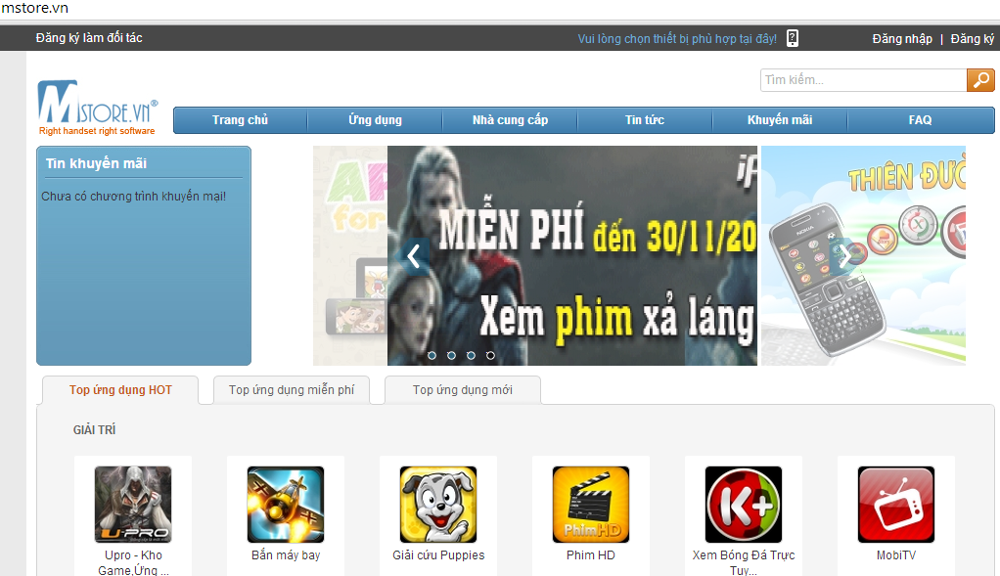 mstore.vn
Đăng ký làm đối tác
Vui lòng chọn thiết bị phù hợp tại đây!
Đăng nhập | Đăng ký
Tìm kiếm...
MSTORE.VN®
Right handset right software
Trang chủ
Ứng dụng
Nhà cung cấp
Tin tức
Khuyến mãi
FAQ
Tin khuyến mãi
Chưa có chương trình khuyến mại!
AP
for
iP
MIỄN PHÍ đến 30/11/20
Xem phim xả láng
THIÊN ĐƯỜ
NOKIA
Top ứng dụng HOT
Top ứng dụng miễn phí
Top ứng dụng mới
GIẢI TRÍ
U-PRO
PhimHD
K+
Upro - Kho
Game,Ứng ...
Bắn máy bay
Giải cứu Puppies
Phim HD
Xem Bóng Đá Trực
Tuy...
MobiTV